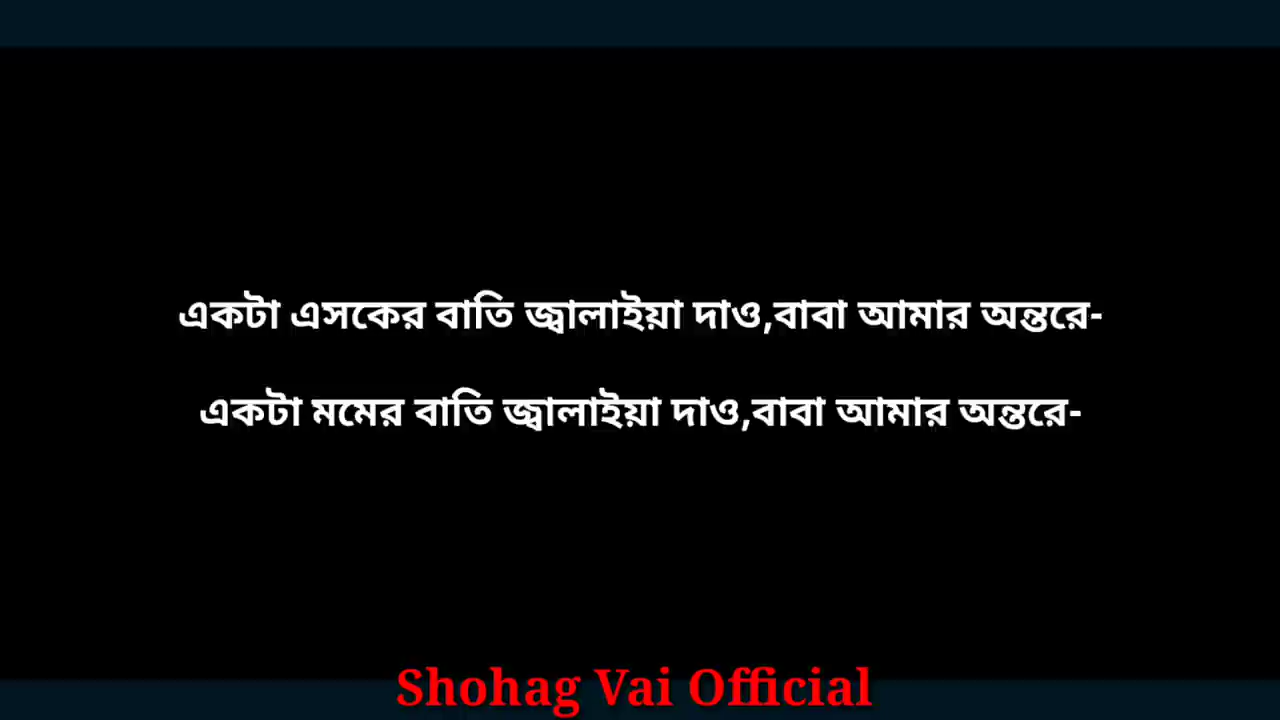 একটা এসকের বাতি জ্বালাইয়া দাও,বাবা আমার অন্তরে-
একটা মমের বাতি জ্বালাইয়া দাও,বাবা আমার অন্তরে-
Shohag Vai Official